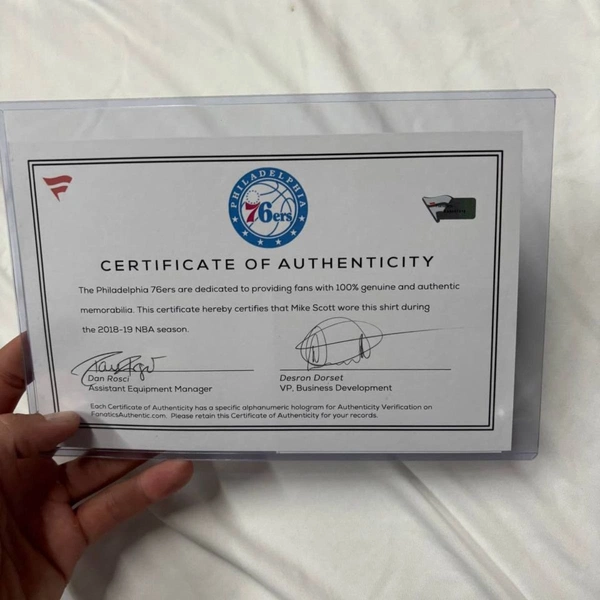 PHILADELPHIA
76ers
CERTIFICATE OF AUTHENTICITY
The Philadelphia 76ers are dedicated to providing fans with 100% genuine and authentic
memorabilia. This certificate hereby certifies that Mike Scott wore this shirt during
the 2018-19 NBA season.
Dan Rosci
Desron Dorset
Assistant Equipment Manager
VP, Business Development
Each Certificate of Authenticity has a specific alphanumeric hologram for Authenticity Verification on
FanaticsAuthentic.com. Please retain this Certificate of Authenticity for your records.